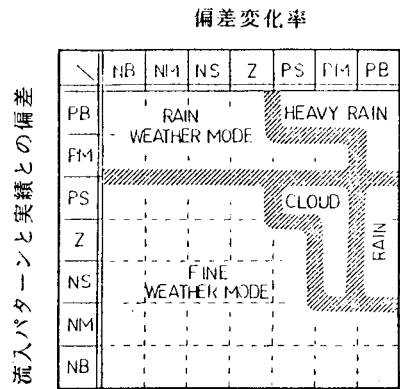 偏差変化率
流入パターンと実績との偏差
NB NM NS Z PS PM PB
PB
PM
PS
Z
NS
NM
NB
RAIN
WEATHER MODE
HEAVY RAIN
CLOUD
RAIN
FINE
WEATHER MODE